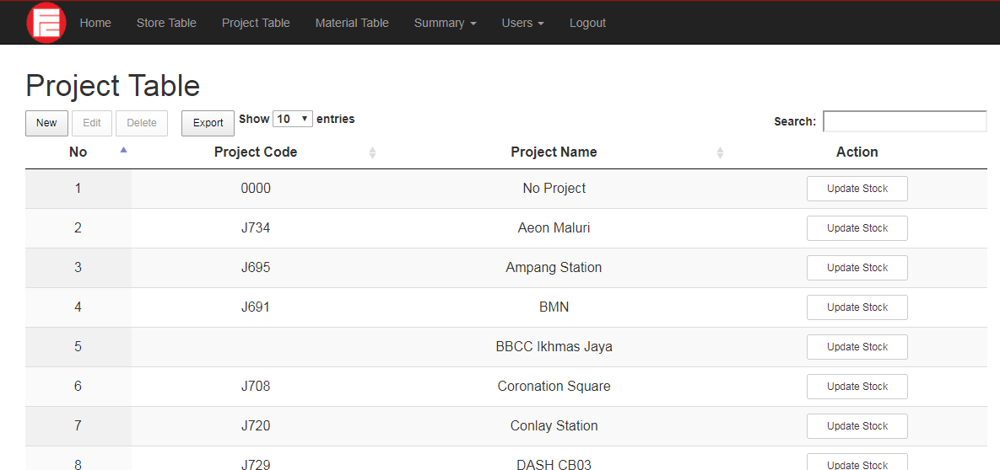 Home Store Table Project Table Material Table Summary Users Logout
Project Table
New Edit Delete Export Show 10 entries Search:
No Project Code Project Name Action
1 0000 No Project Update Stock
2 J734 Aeon Maluri Update Stock
3 J695 Ampang Station Update Stock
4 J691 BMN Update Stock
5 BBCC Ikhmas Jaya Update Stock
6 J708 Coronation Square Update Stock
7 J720 Conlay Station Update Stock
8 J729 DASH CB03 Update Stock